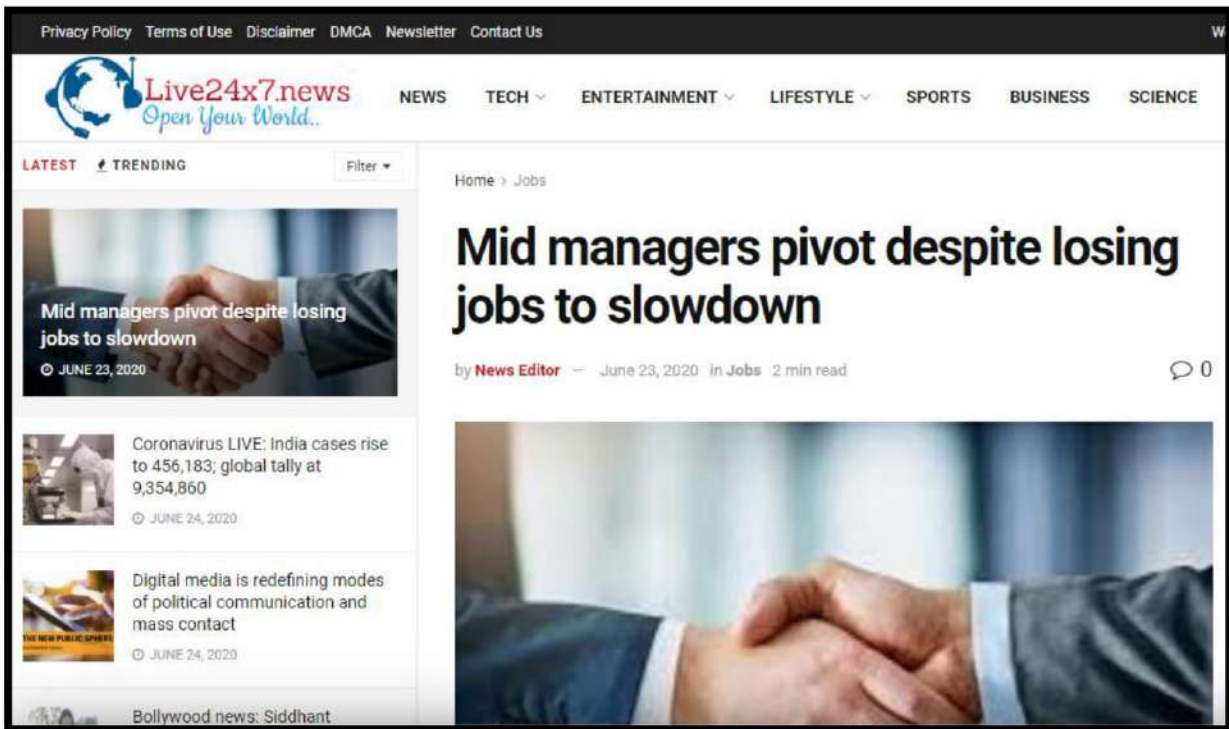 Privacy Policy Terms of Use Disclaimer DMCA Newsletter Contact Us
Live24x7.news
Open Your World..
NEWS TECH ENTERTAINMENT LIFESTYLE SPORTS BUSINESS SCIENCE
LATEST TRENDING Filter
Mid managers pivot despite losing
jobs to slowdown
JUNE 23, 2020
Coronavirus LIVE: India cases rise
to 456,183; global tally at
9,354,860
JUNE 24, 2020
Digital media is redefining modes
of political communication and
mass contact
THE NEW PUBLIC SPHERE
JUNE 24, 2020
Bollywood news: Siddhant
Home > Jobs
Mid managers pivot despite losing
jobs to slowdown
by News Editor — June 23, 2020 in Jobs 2 min read
0